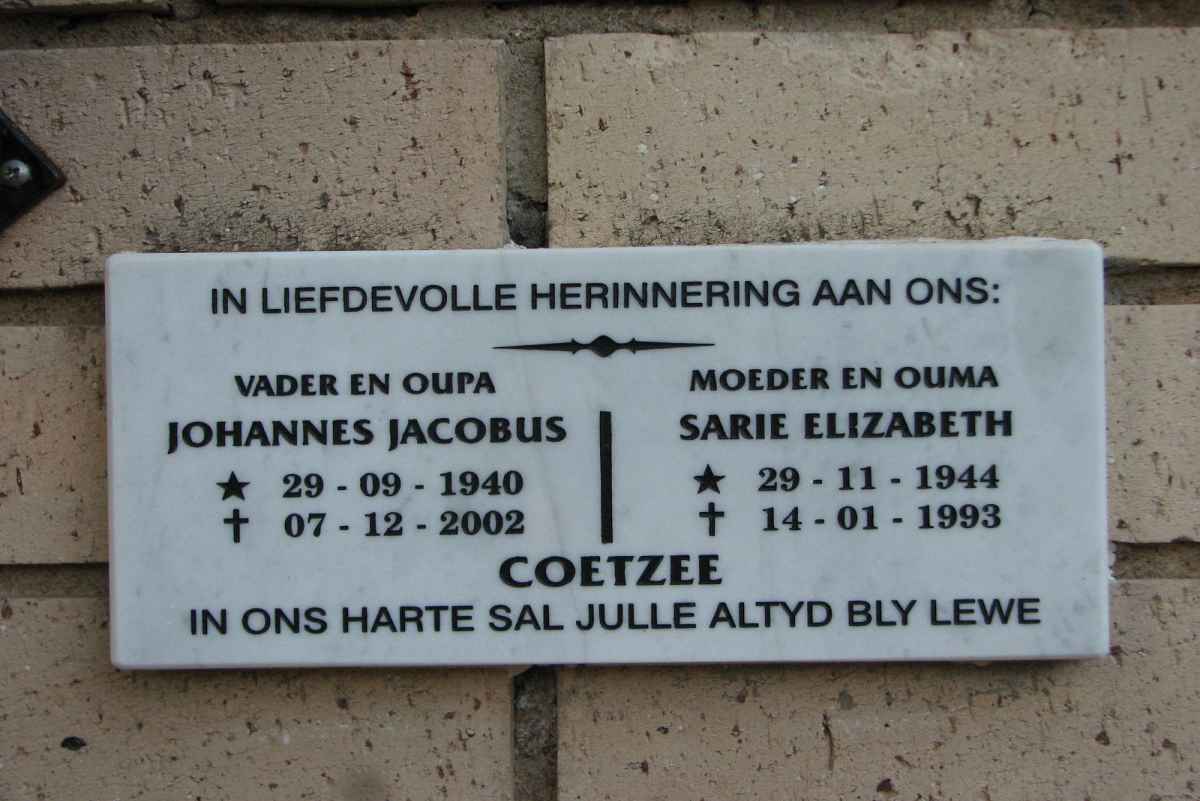 IN LIEFDEVOLLE HERINNERING AAN ONS:
VADER EN OUPA
JOHANNES JACOBUS
★ 29 - 09 - 1940
✝ 07 - 12 - 2002
MOEDER EN OUMA
SARIE ELIZABETH
★ 29 - 11 - 1944
✝ 14 - 01 - 1993
COETZEE
IN ONS HARTE SAL JULLE ALTYD BLY LEWE